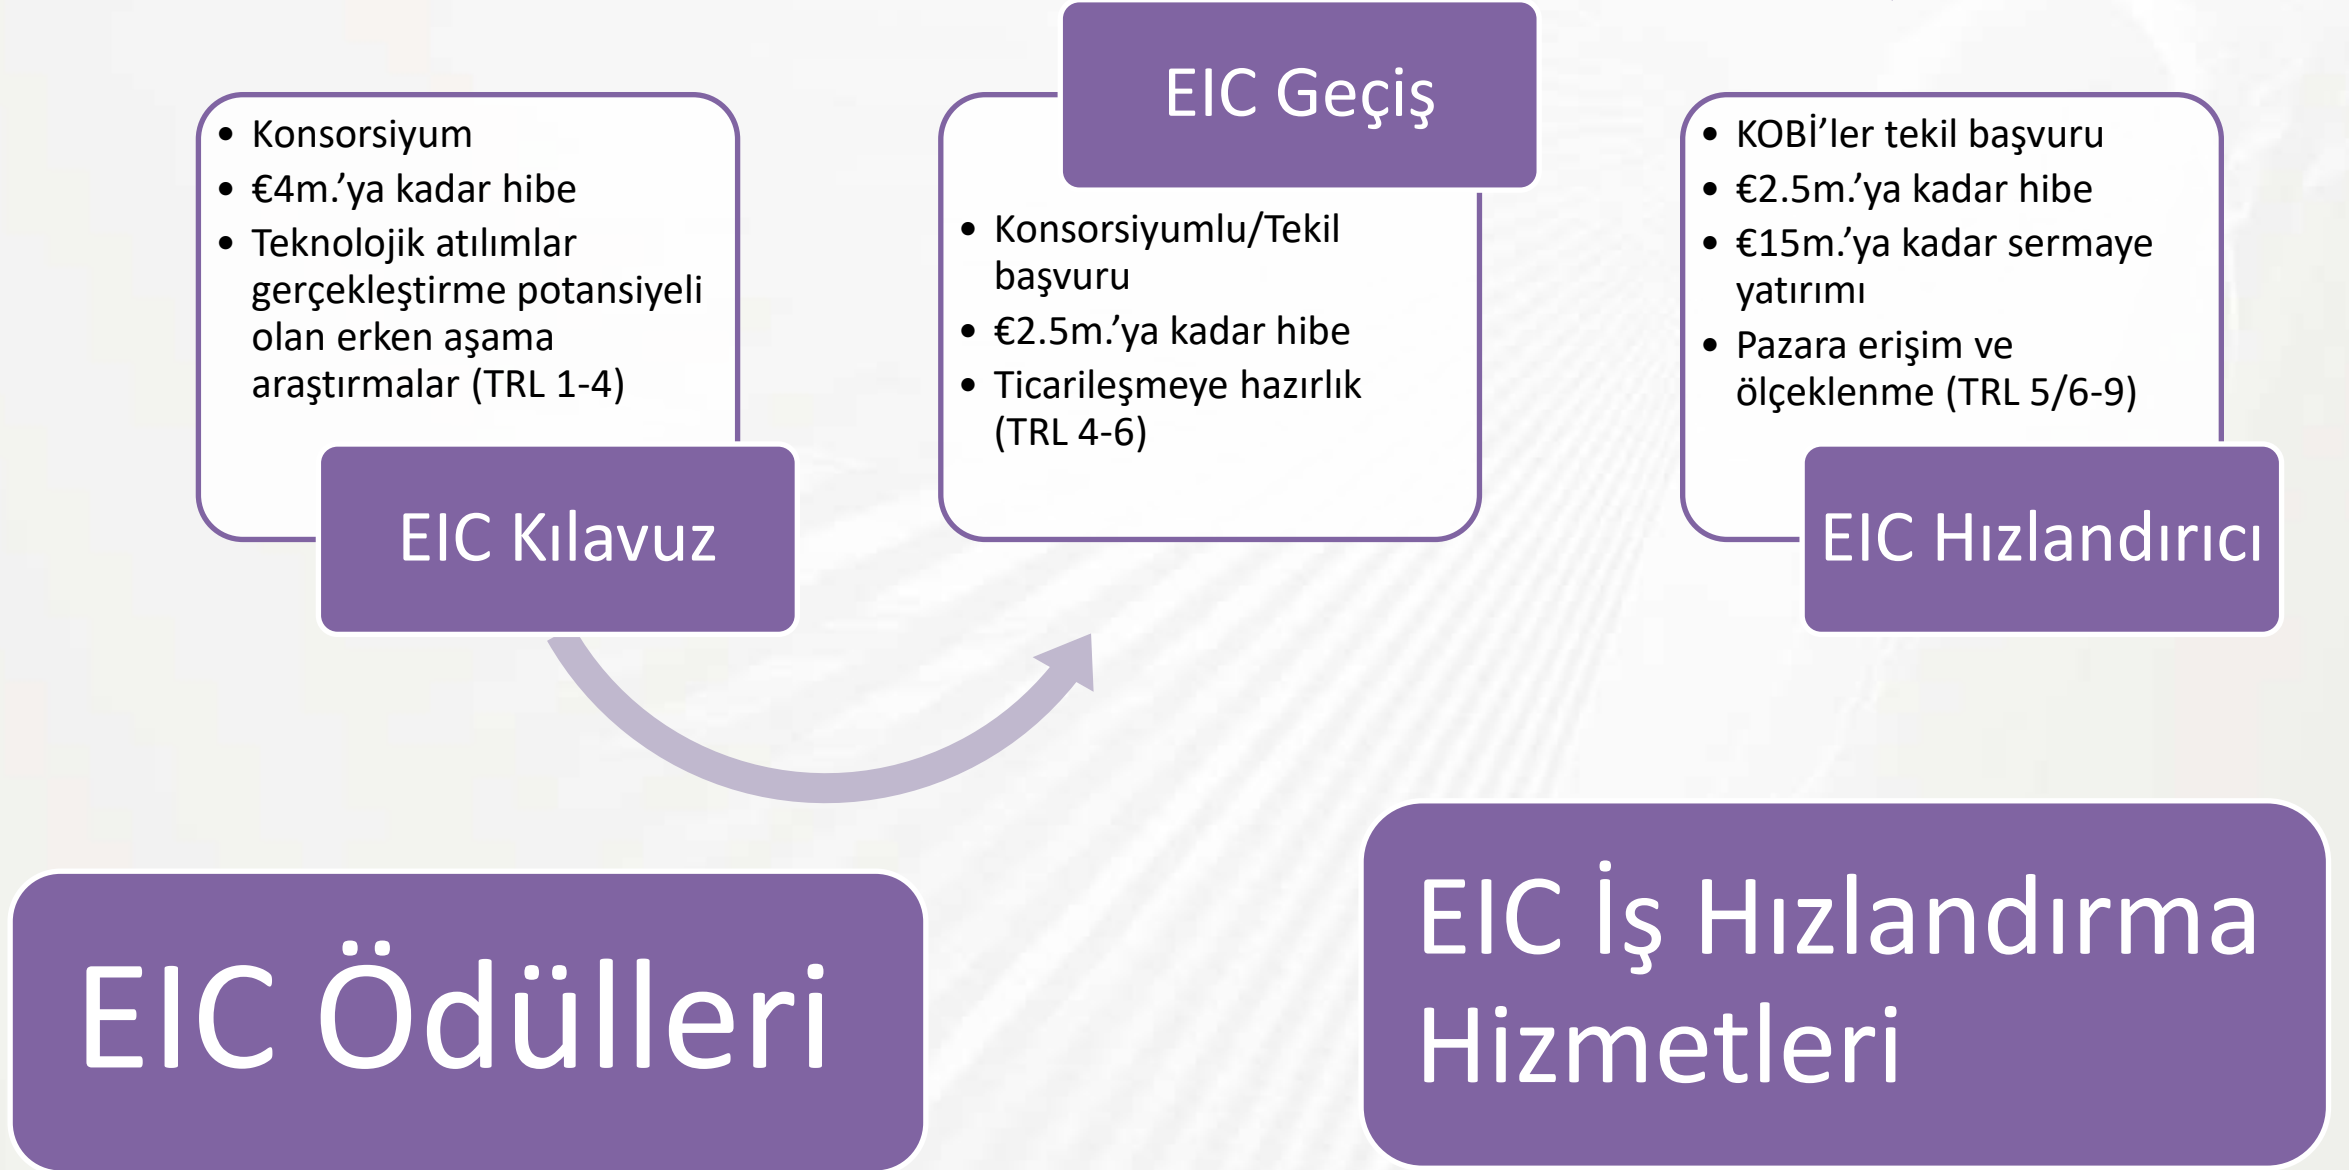 • Konsorsiyum
• €4m.'ya kadar hibe
• Teknolojik atılımlar
gerçekleştirme potansiyeli
olan erken aşama
araştırmalar (TRL 1-4)
EIC Kılavuz
EIC Geçiş
• Konsorsiyumlu/Tekil
başvuru
• €2.5m.'ya kadar hibe
• Ticarileşmeye hazırlık
(TRL 4-6)
• KOBİ’ler tekil başvuru
• €2.5m.’ya kadar hibe
• €15m.’ya kadar sermaye
yatırımı
• Pazara erişim ve
ölçeklenme (TRL 5/6-9)
EIC Hızlandırıcı
EIC Ödülleri
EIC İş Hızlandırma
Hizmetleri